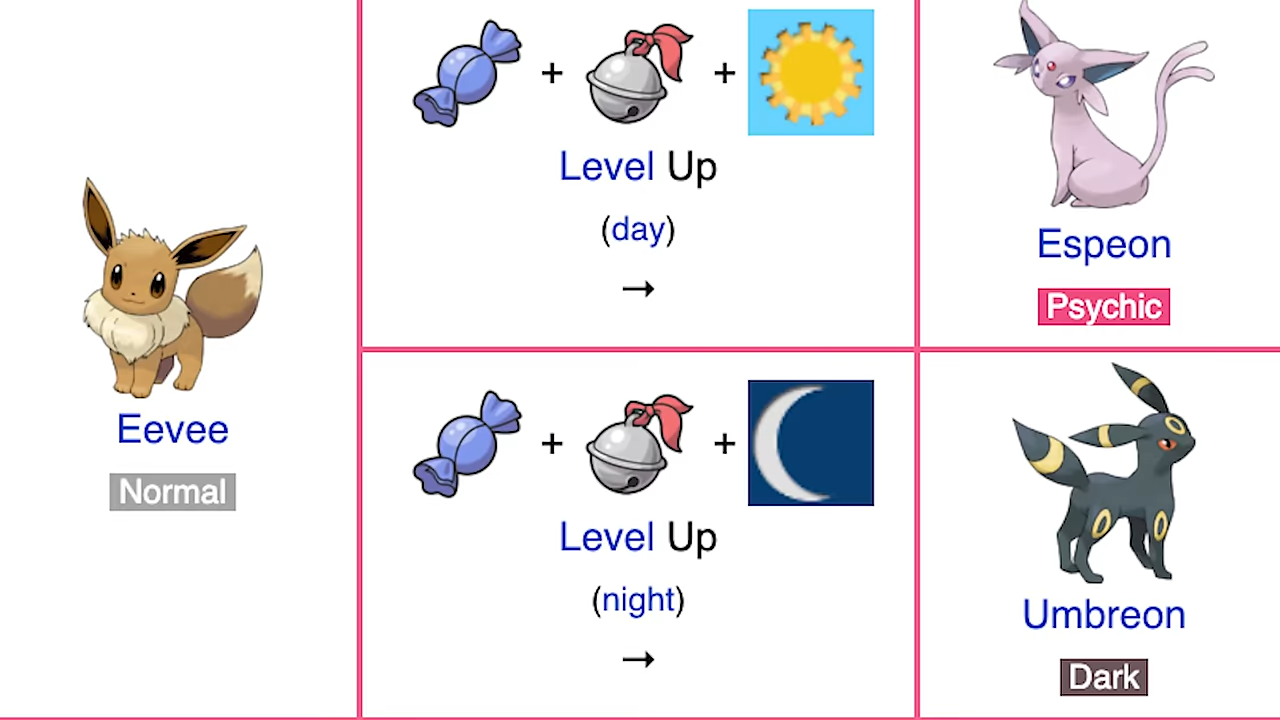 + +
Level Up
(day)
→
Espeon
Psychic
Eevee
Normal
+ +
Level Up
(night)
→
Umbreon
Dark